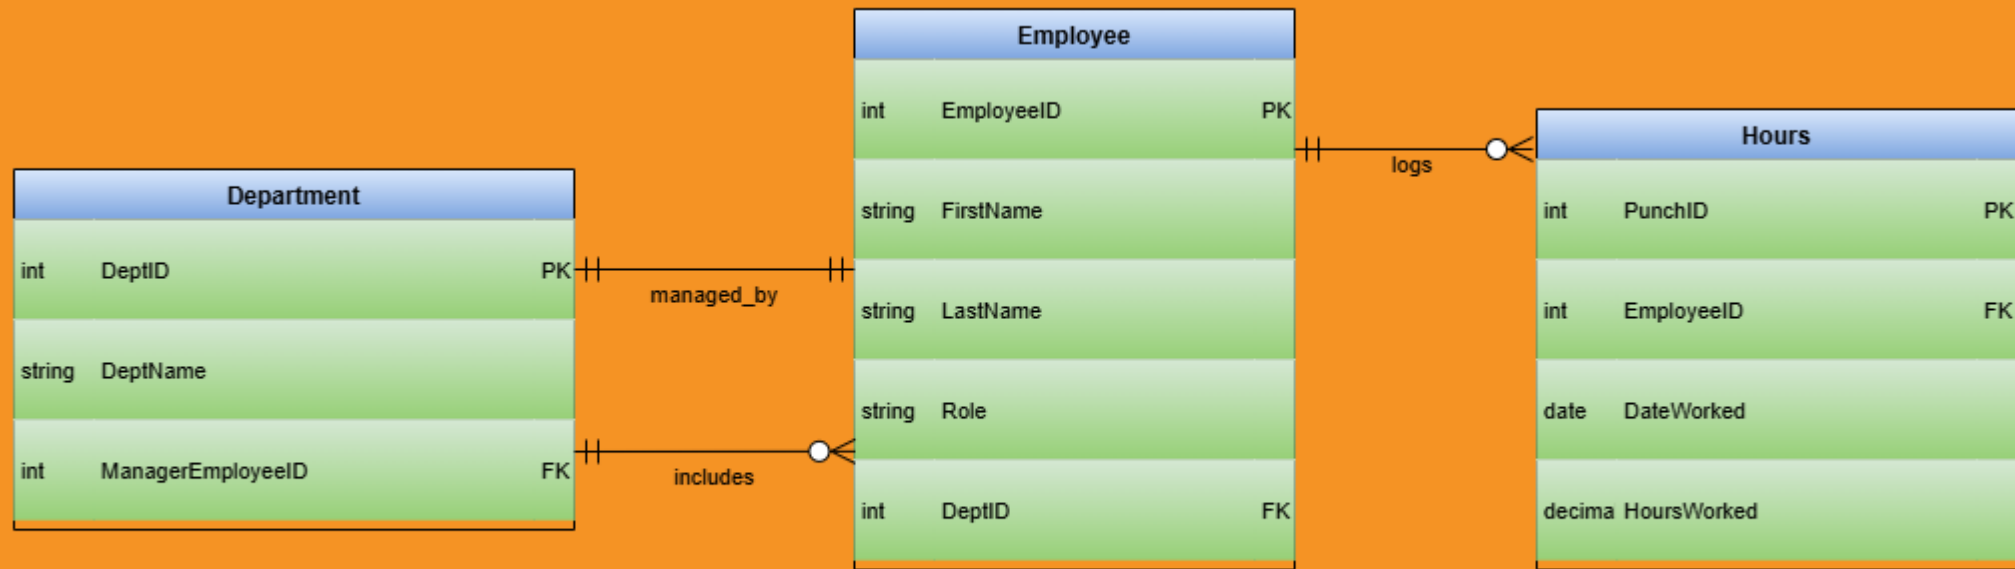 Department
int DeptID PK
string DeptName
int ManagerEmployeeID FK
managed_by
includes
Employee
int EmployeeID PK
string FirstName
string LastName
string Role
int DeptID FK
logs
Hours
int PunchID PK
int EmployeeID FK
date DateWorked
decima HoursWorked